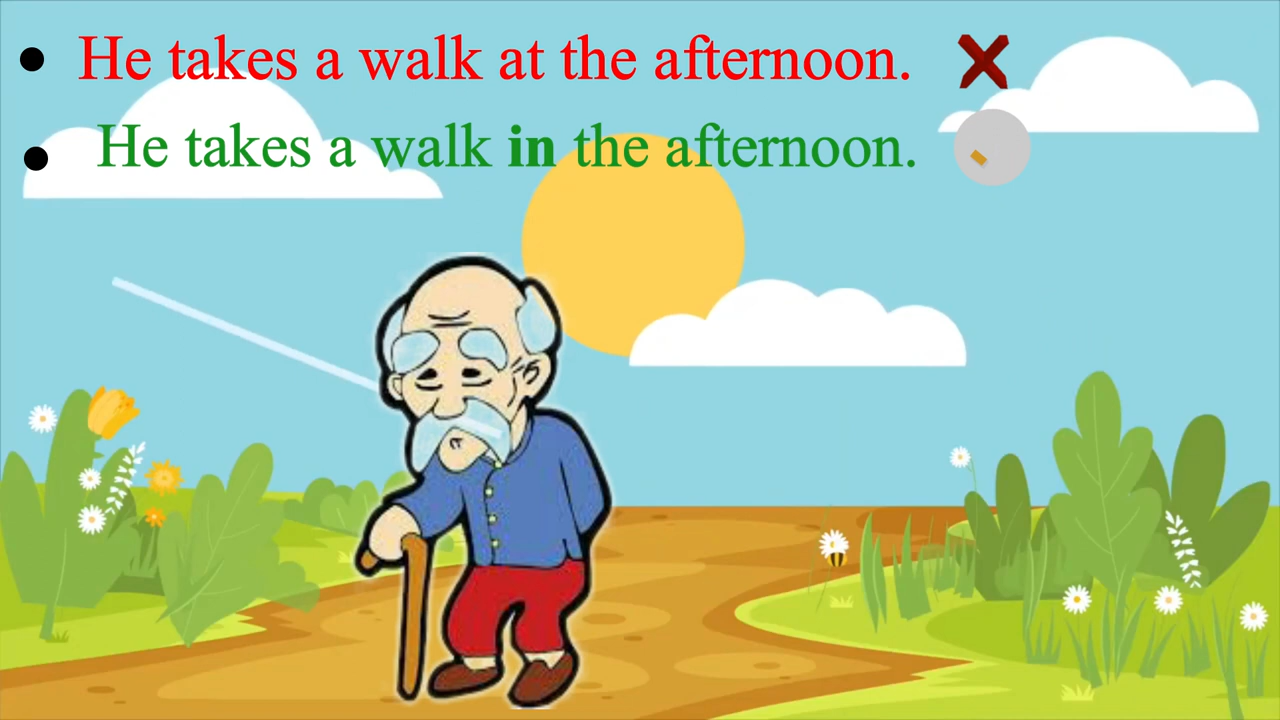 He takes a walk at the afternoon.
He takes a walk in the afternoon.